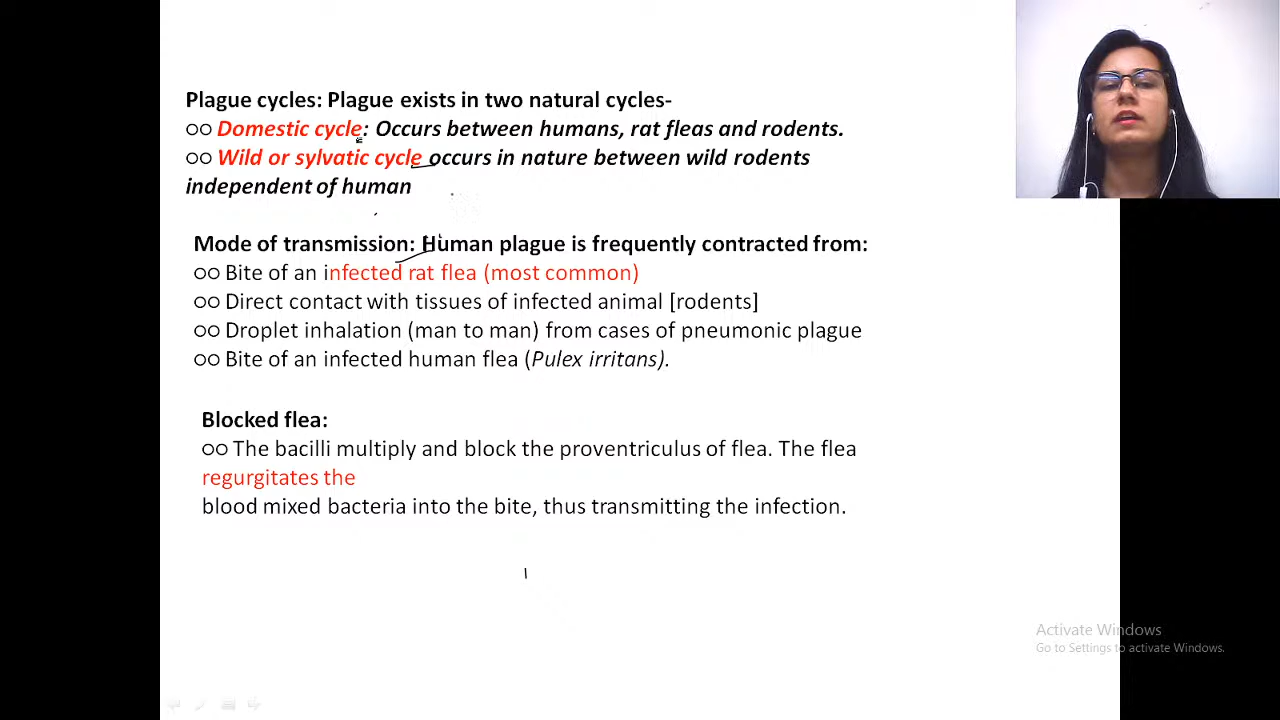 Plague cycles: Plague exists in two natural cycles-
○○ Domestic cycle: Occurs between humans, rat fleas and rodents.
○○ Wild or sylvatic cycle occurs in nature between wild rodents
independent of human
Mode of transmission: Human plague is frequently contracted from:
○○ Bite of an infected rat flea (most common)
○○ Direct contact with tissues of infected animal [rodents]
○○ Droplet inhalation (man to man) from cases of pneumonic plague
○○ Bite of an infected human flea (Pulex irritans).
Blocked flea:
○○ The bacilli multiply and block the proventriculus of flea. The flea
regurgitates the
blood mixed bacteria into the bite, thus transmitting the infection.
Activate Windows
Go to Settings to activate Windows.